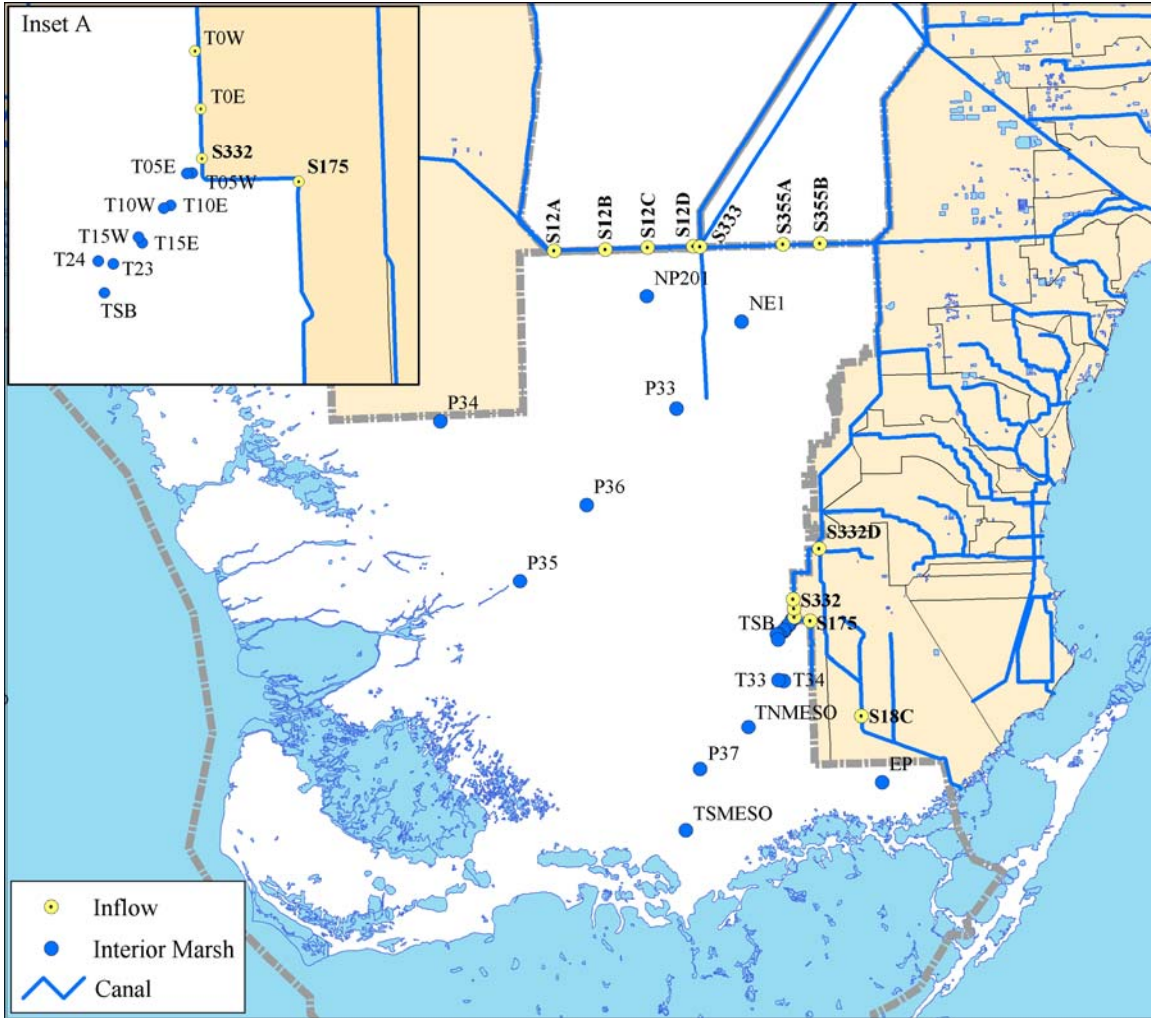 Inset A
T0W
T0E
S332
S175
T05E
T05W
T10W
T10E
T15W
T15E
T24
T23
TSB
S12A
S12B
S12C
S12D
S333
S355A
S355B
NP201
NE1
P33
P34
P36
P35
S332D
S332
TSB
S175
T33
T34
TNMESO
S18C
P37
EP
TSMESO
Inflow
Interior Marsh
Canal